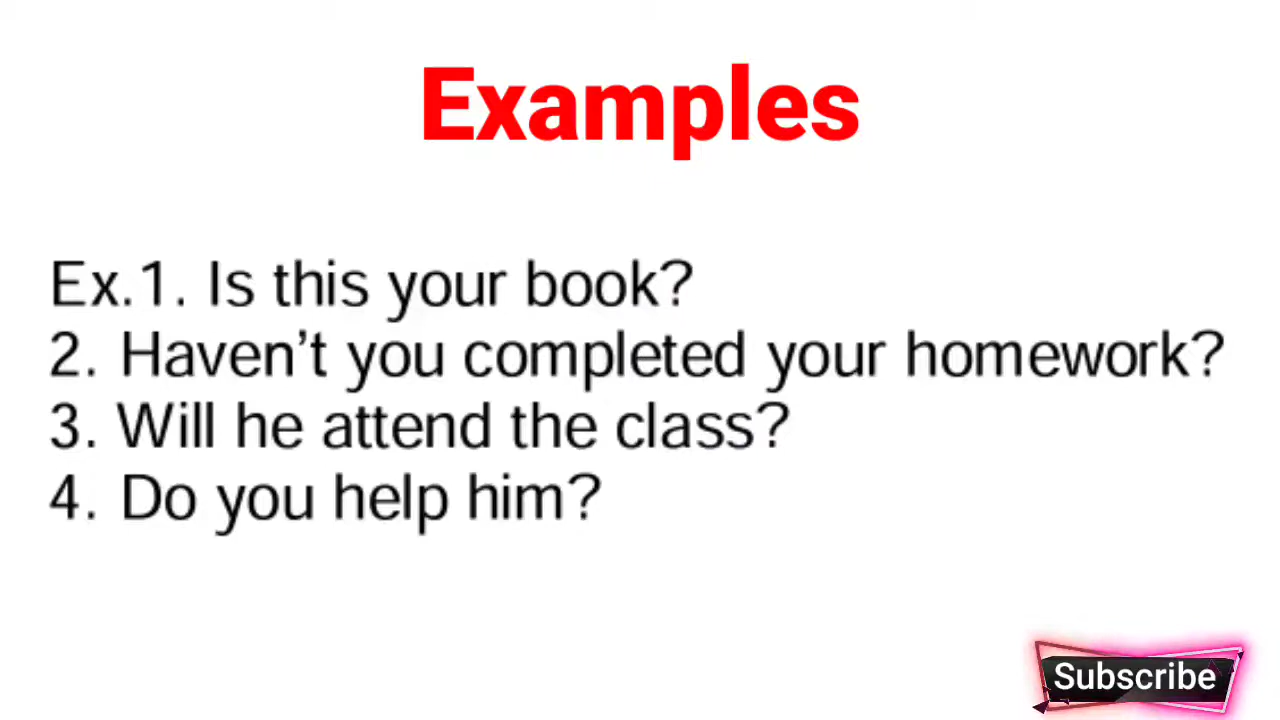 Examples
Ex.1. Is this your book?
2. Haven’t you completed your homework?
3. Will he attend the class?
4. Do you help him?
Subscribe